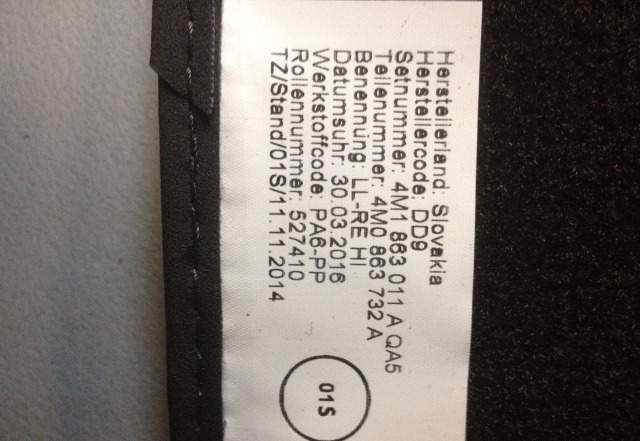 Herstellerland: Slovakia
Herstellercode: DD9
Setnummer: 4M1 863 011 A QA5
Teilenummer: 4M0 863 732 A
Benennung: LL-RE HI
Datumsuhr: 30.03.2016
Werkstoffcode: PA6-PP
Rollennummer: 527410
TZ/Stand/01S/11.11.2014
01S